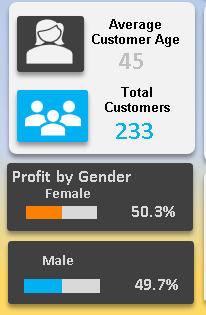 Average
Customer Age
45
Total
Customers
233
Profit by Gender
Female
50.3%
Male
49.7%